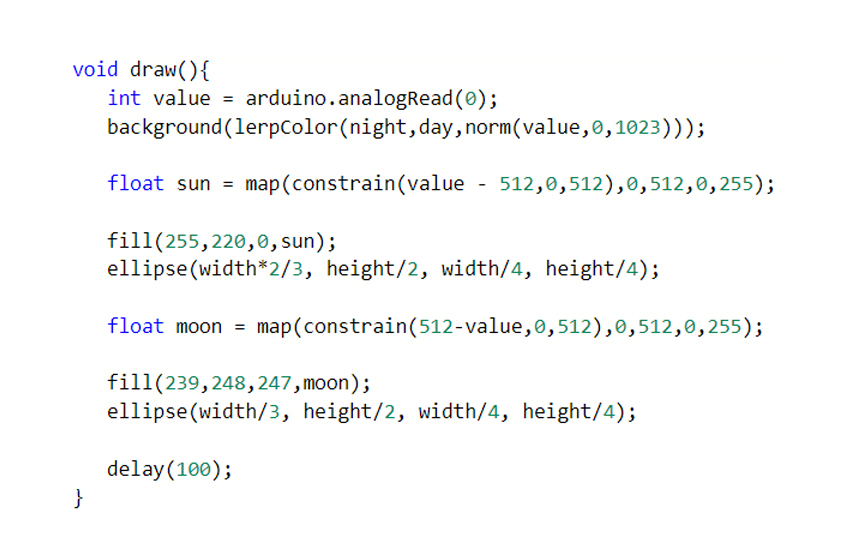 void draw(){
int value = arduino.analogRead(0);
background(lerpColor(night,day,norm(value,0,1023)));
float sun = map(constrain(value - 512,0,512),0,512,0,255);
fill(255,220,0,sun);
ellipse(width*2/3, height/2, width/4, height/4);
float moon = map(constrain(512-value,0,512),0,512,0,255);
fill(239,248,247,moon);
ellipse(width/3, height/2, width/4, height/4);
delay(100);
}